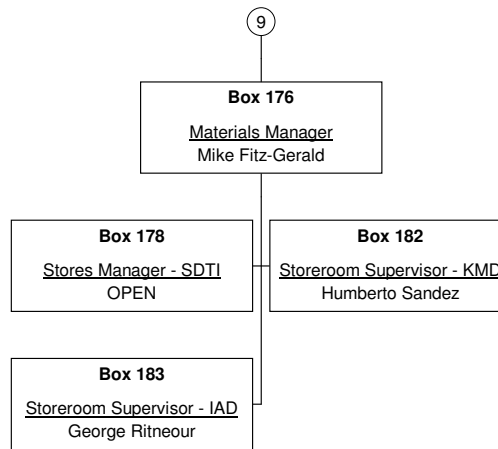 9
Box 176
Materials Manager
Mike Fitz-Gerald
Box 178
Stores Manager - SDTI
OPEN
Box 182
Storeroom Supervisor - KMD
Humberto Sandez
Box 183
Storeroom Supervisor - IAD
George Ritneour